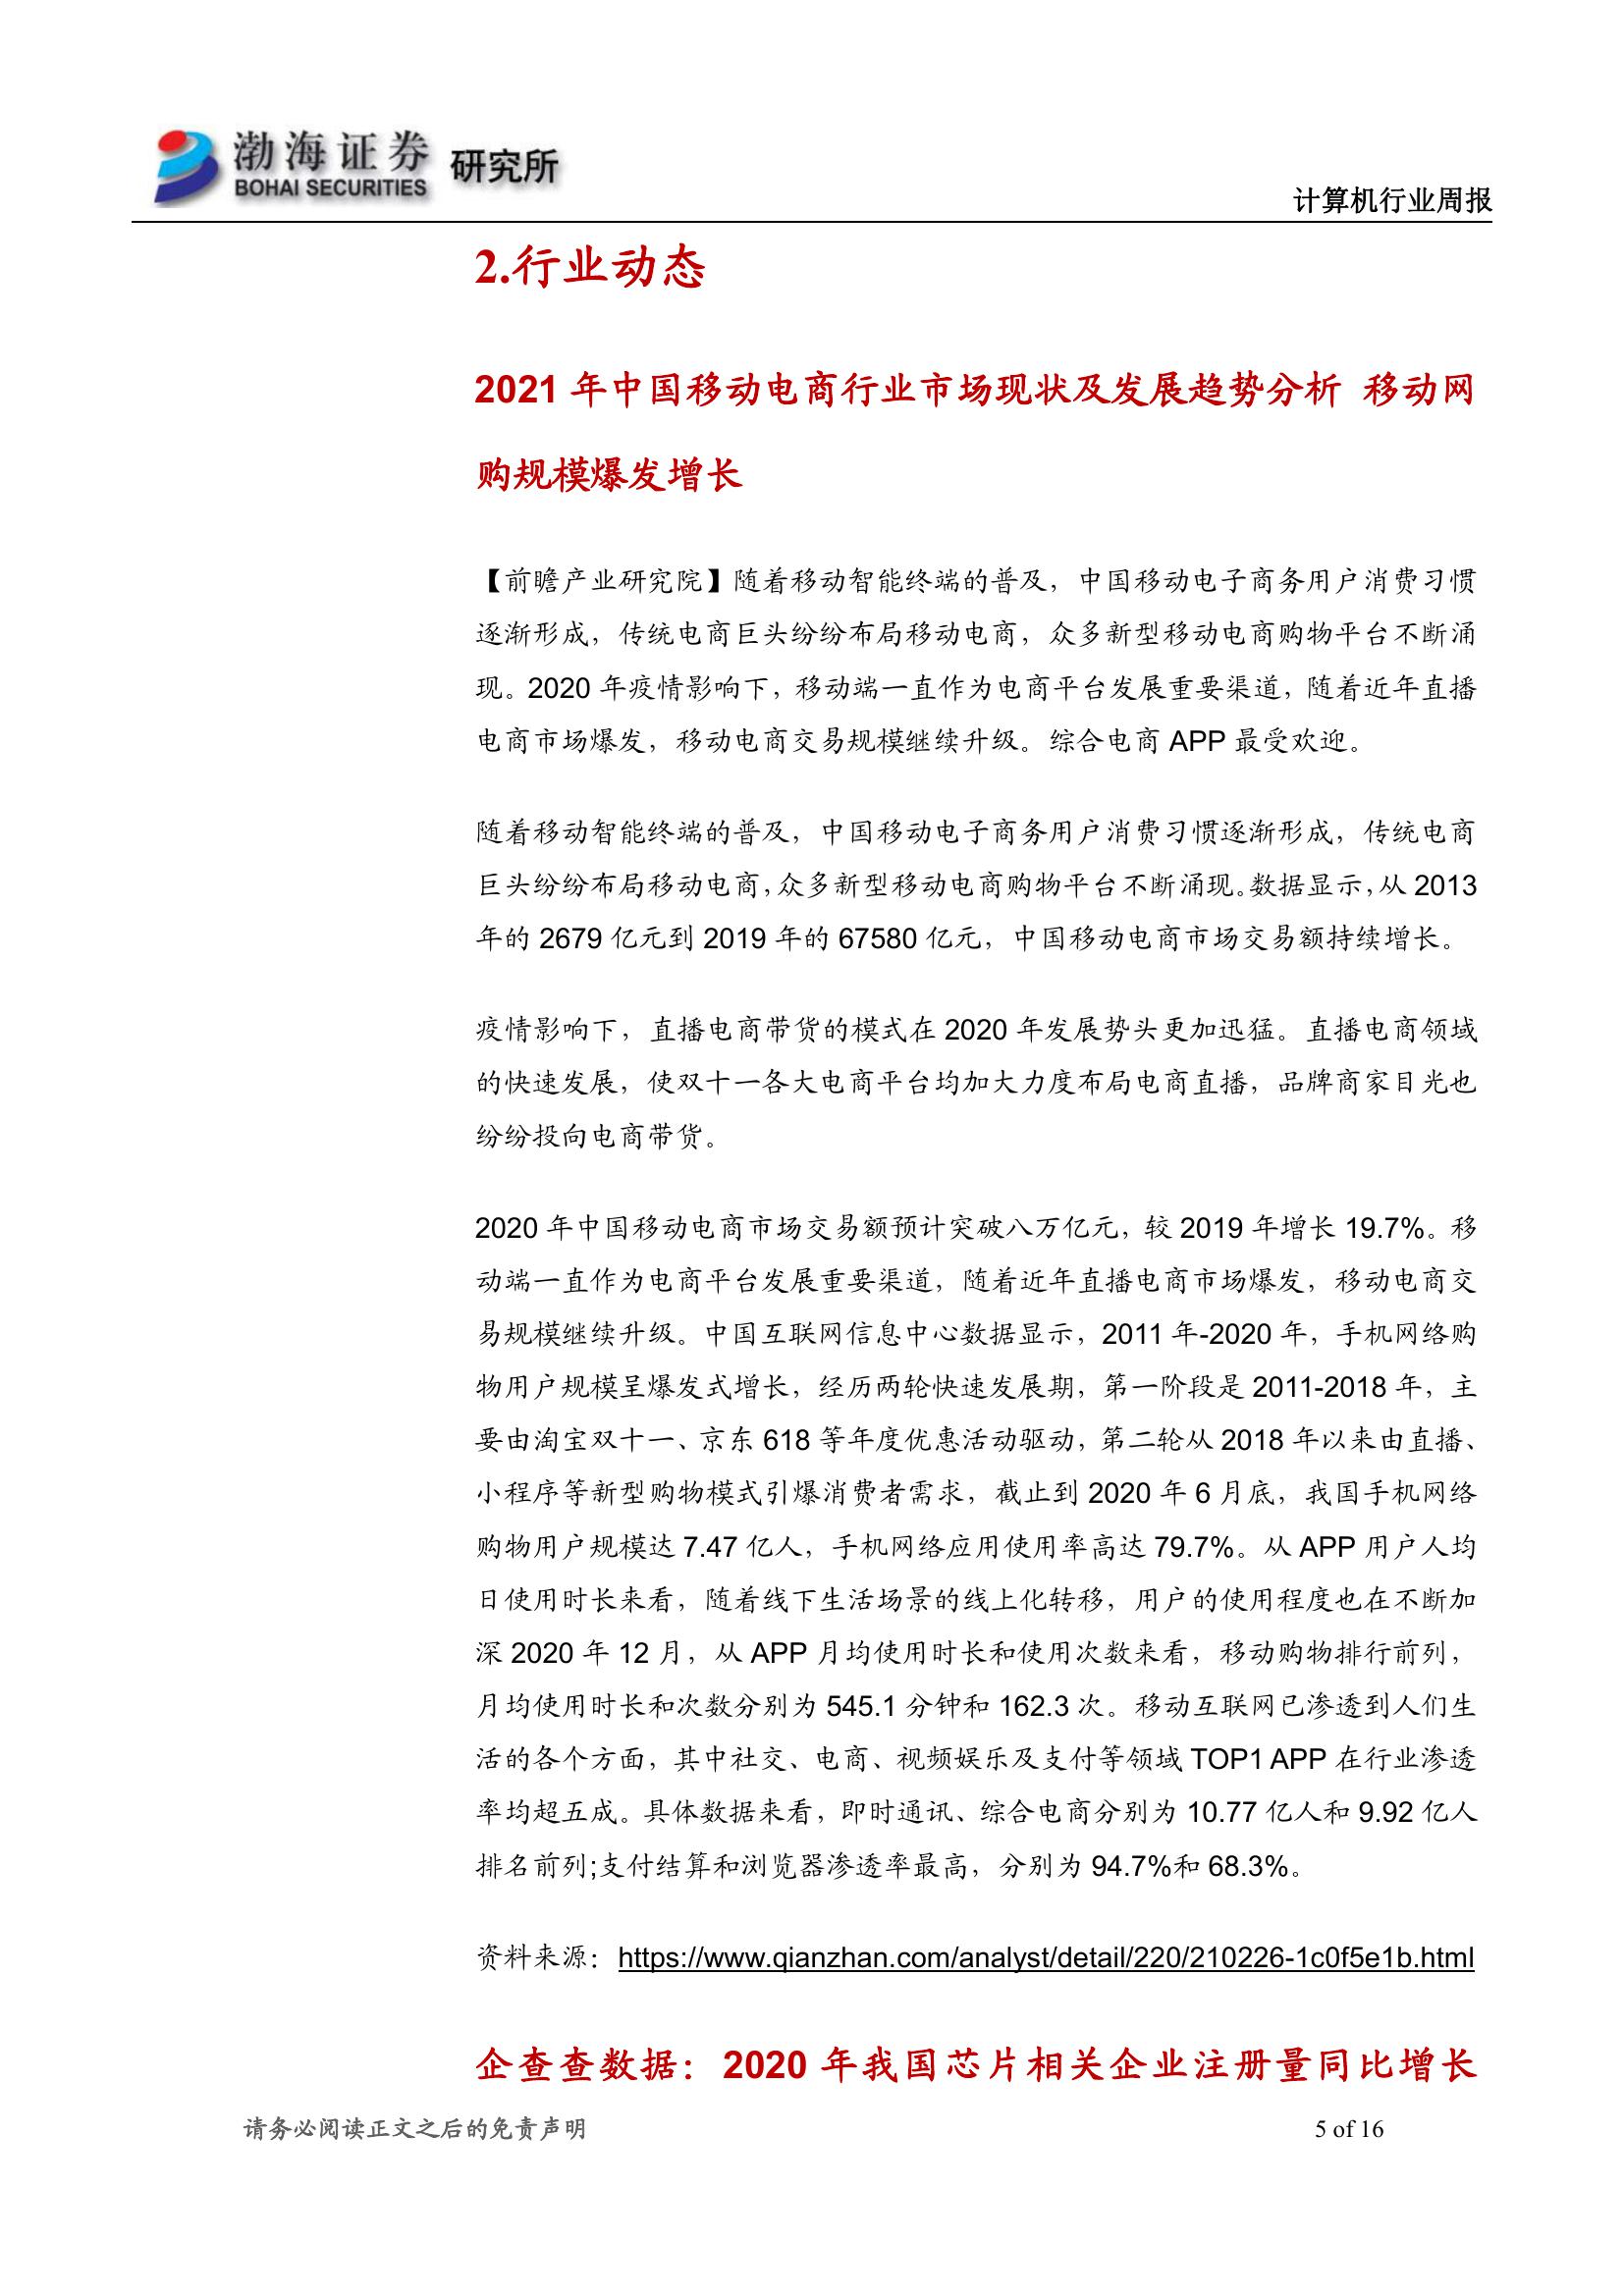 渤海证券 研究所
BOHAI SECURITIES
计算机行业周报
2.行业动态
2021 年中国移动电商行业市场现状及发展趋势分析 移动网
购规模爆发增长
【前瞻产业研究院】随着移动智能终端的普及，中国移动电子商务用户消费习惯
逐渐形成，传统电商巨头纷纷布局移动电商，众多新型移动电商购物平台不断涌
现。2020 年疫情影响下，移动端一直作为电商平台发展重要渠道，随着近年直播
电商市场爆发，移动电商交易规模继续升级。综合电商 APP 最受欢迎。
随着移动智能终端的普及，中国移动电子商务用户消费习惯逐渐形成，传统电商
巨头纷纷布局移动电商，众多新型移动电商购物平台不断涌现。数据显示，从 2013
年的 2679 亿元到 2019 年的 67580 亿元，中国移动电商市场交易额持续增长。
疫情影响下，直播电商带货的模式在 2020 年发展势头更加迅猛。直播电商领域
的快速发展，使双十一各大电商平台均加大力度布局电商直播，品牌商家目光也
纷纷投向电商带货。
2020 年中国移动电商市场交易额预计突破八万亿元，较 2019 年增长 19.7%。移
动端一直作为电商平台发展重要渠道，随着近年直播电商市场爆发，移动电商交
易规模继续升级。中国互联网信息中心数据显示，2011 年-2020 年，手机网络购
物用户规模呈爆发式增长，经历两轮快速发展期，第一阶段是 2011-2018 年，主
要由淘宝双十一、京东 618 等年度优惠活动驱动，第二轮从 2018 年以来由直播、
小程序等新型购物模式引爆消费者需求，截止到 2020 年 6 月底，我国手机网络
购物用户规模达 7.47 亿人，手机网络应用使用率高达 79.7%。从 APP 用户人均
日使用时长来看，随着线下生活场景的线上化转移，用户的使用程度也在不断加
深 2020 年 12 月，从 APP 月均使用时长和使用次数来看，移动购物排行前列，
月均使用时长和次数分别为 545.1 分钟和 162.3 次。移动互联网已渗透到人们生
活的各个方面，其中社交、电商、视频娱乐及支付等领域 TOP1 APP 在行业渗透
率均超五成。具体数据来看，即时通讯、综合电商分别为 10.77 亿人和 9.92 亿人
排名前列;支付结算和浏览器渗透率最高，分别为 94.7%和 68.3%。
资料来源：https://www.qianzhan.com/analyst/detail/220/210226-1c0f5e1b.html
企查查数据：2020 年我国芯片相关企业注册量同比增长
请务必阅读正文之后的免责声明
5 of 16